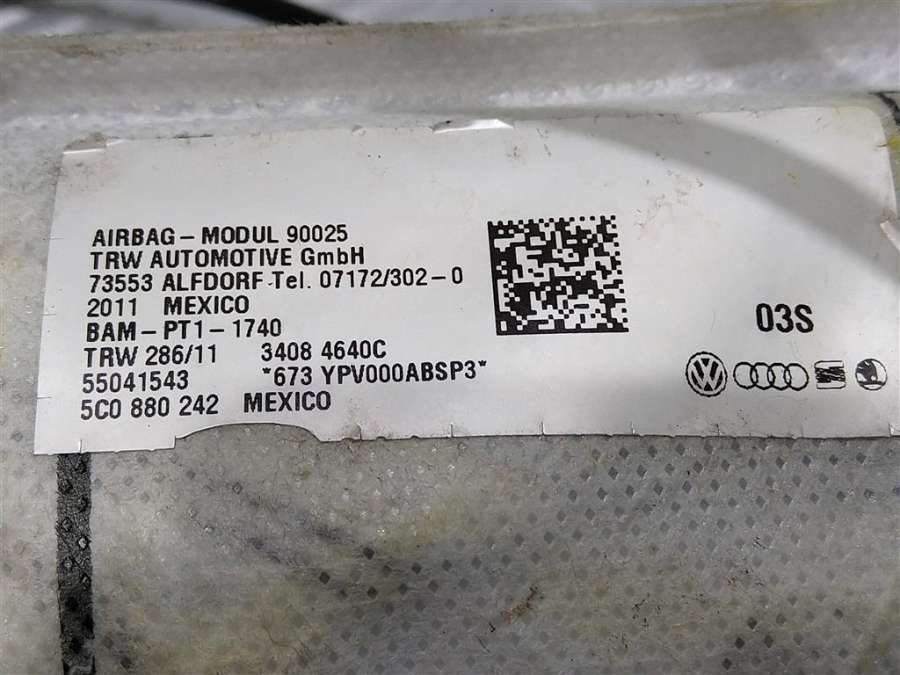 AIRBAG-MODUL 90025
TRW AUTOMOTIVE GmbH
73553 ALFDORF Tel. 07172/302-0
2011 MEXICO
BAM-PT1-1740
TRW 286/11 3408 4640C
55041543 *673 YPV000ABSP3*
5C0 880 242 MEXICO
03S